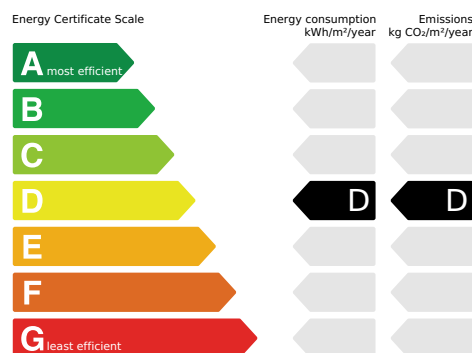 Energy Certificate Scale
Energy consumption
kWh/m²/year
Emissions
kg CO₂/m²/year
A most efficient
B
C
D D D
E
F
G least efficient